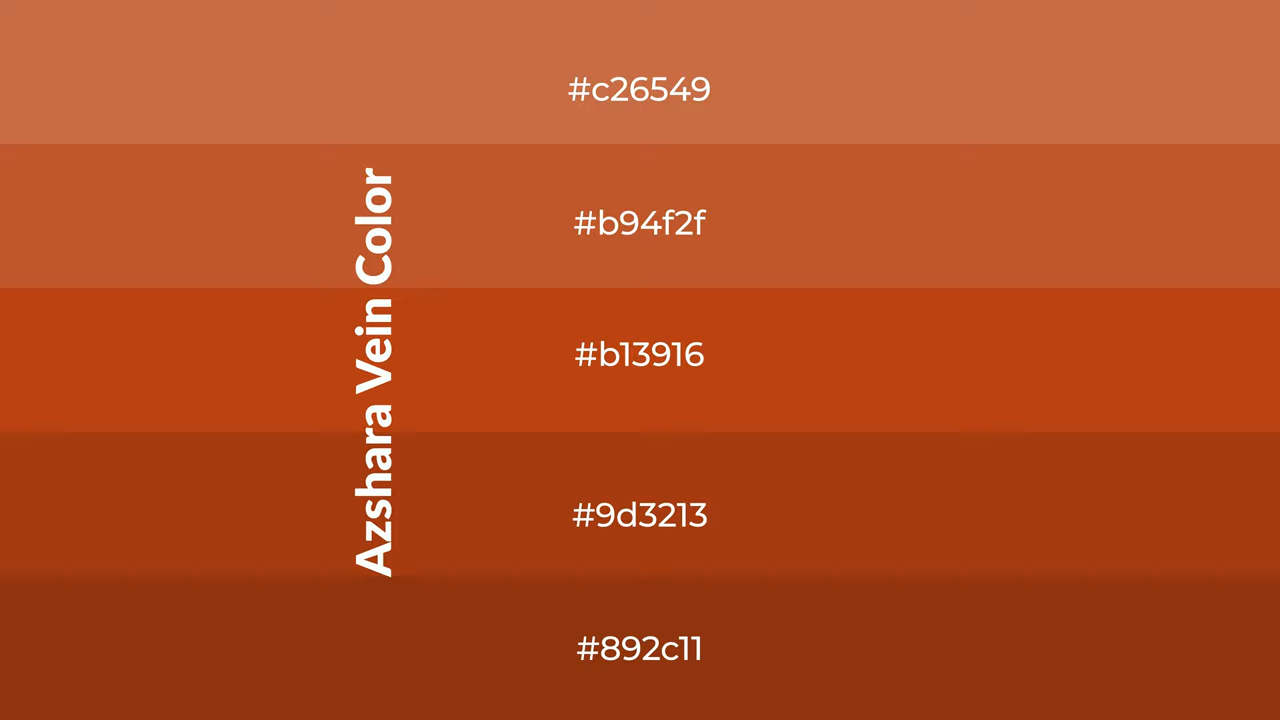 Azshara Vein Color
#c26549
#b94f2f
#b13916
#9d3213
#892c11